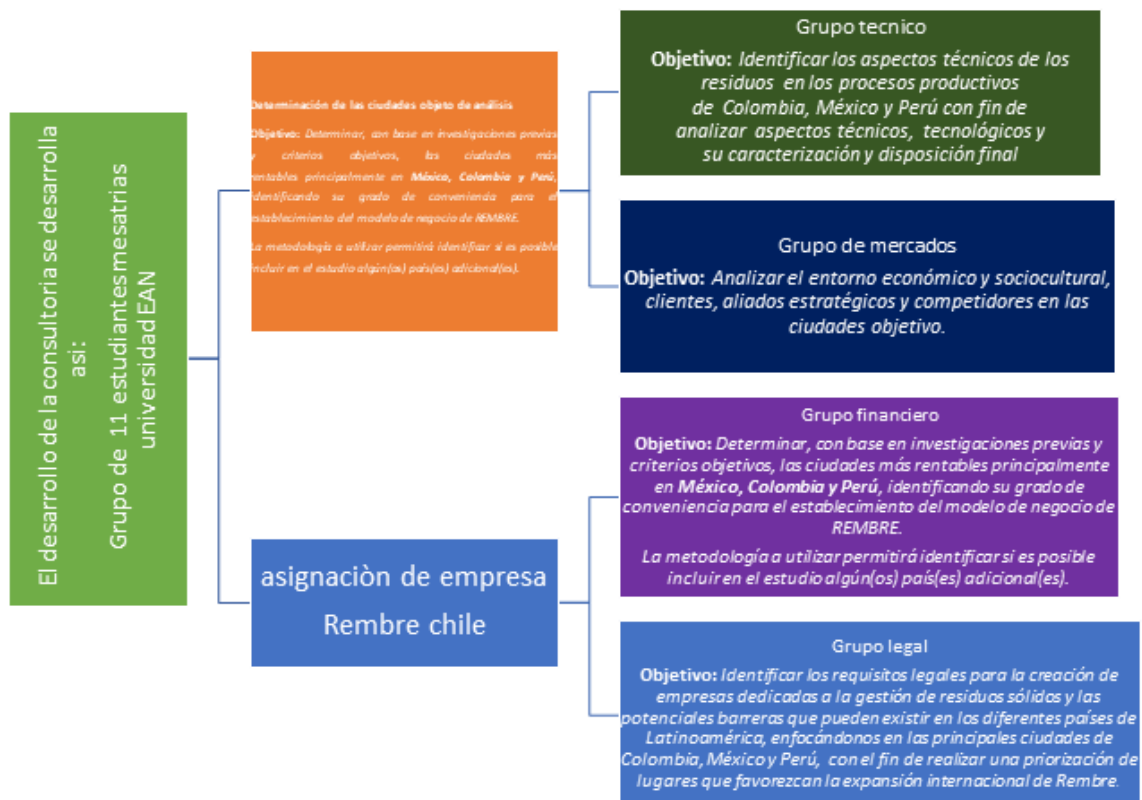 El desarrollo de la consultoria se desarrolla
asi:
Grupo de 11 estudiantes mesatrias
universidad EAN
Determinación de las ciudades objeto de análisis
Objetivo: Determinar, con base en investigaciones previas
y criterios objetivos, las ciudades más
rentables principalmente en México, Colombia y Perú,
identificando su grado de conveniencia para el
establecimiento del modelo de negocio de REMBRE.
La metodología a utilizar permitirá identificar si es posible
incluir en el estudio algún(os) país(es) adicional(es).
asignaciòn de empresa
Rembre chile
Grupo tecnico
Objetivo: Identificar los aspectos técnicos de los
residuos en los procesos productivos
de Colombia, México y Perú con fin de
analizar aspectos técnicos, tecnológicos y
su caracterización y disposición final
Grupo de mercados
Objetivo: Analizar el entorno económico y sociocultural,
clientes, aliados estratégicos y competidores en las
ciudades objetivo.
Grupo financiero
Objetivo: Determinar, con base en investigaciones previas y
criterios objetivos, las ciudades más rentables principalmente
en México, Colombia y Perú, identificando su grado de
conveniencia para el establecimiento del modelo de negocio de
REMBRE.
La metodología a utilizar permitirá identificar si es posible
incluir en el estudio algún(os) país(es) adicional(es).
Grupo legal
Objetivo: Identificar los requisitos legales para la creación de
empresas dedicadas a la gestión de residuos sólidos y las
potenciales barreras que pueden existir en los diferentes países de
Latinoamérica, enfocándonos en las principales ciudades de
Colombia, México y Perú, con el fin de realizar una priorización de
lugares que favorezcan la expansión internacional de Rembre.